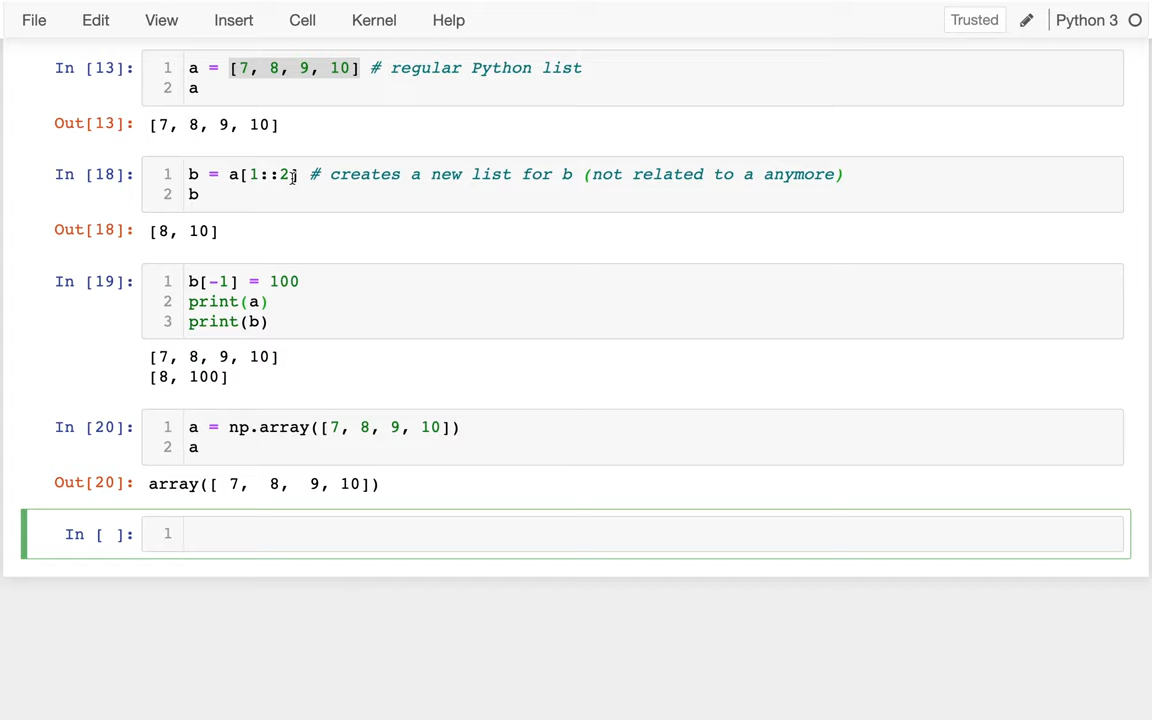 File Edit View Insert Cell Kernel Help Trusted Python 3
In [13]: 1 a = [7, 8, 9, 10] # regular Python list
2 a
Out[13]: [7, 8, 9, 10]
In [18]: 1 b = a[1::2] # creates a new list for b (not related to a anymore)
2 b
Out[18]: [8, 10]
In [19]: 1 b[-1] = 100
2 print(a)
3 print(b)
[7, 8, 9, 10]
[8, 100]
In [20]: 1 a = np.array([7, 8, 9, 10])
2 a
Out[20]: array([ 7,  8,  9, 10])
In [ ]: 1